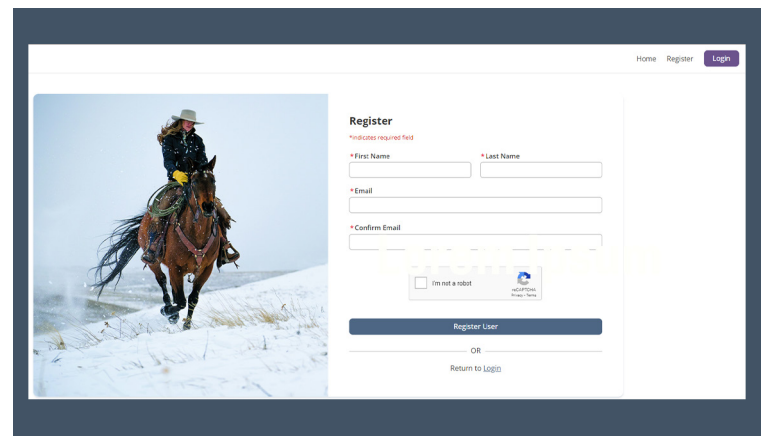 Home Register Login
Register
*indicates required field
*First Name *Last Name
*Email
*Confirm Email
I'm not a robot
reCAPTCHA
Privacy - Terms
Register User
OR
Return to Login